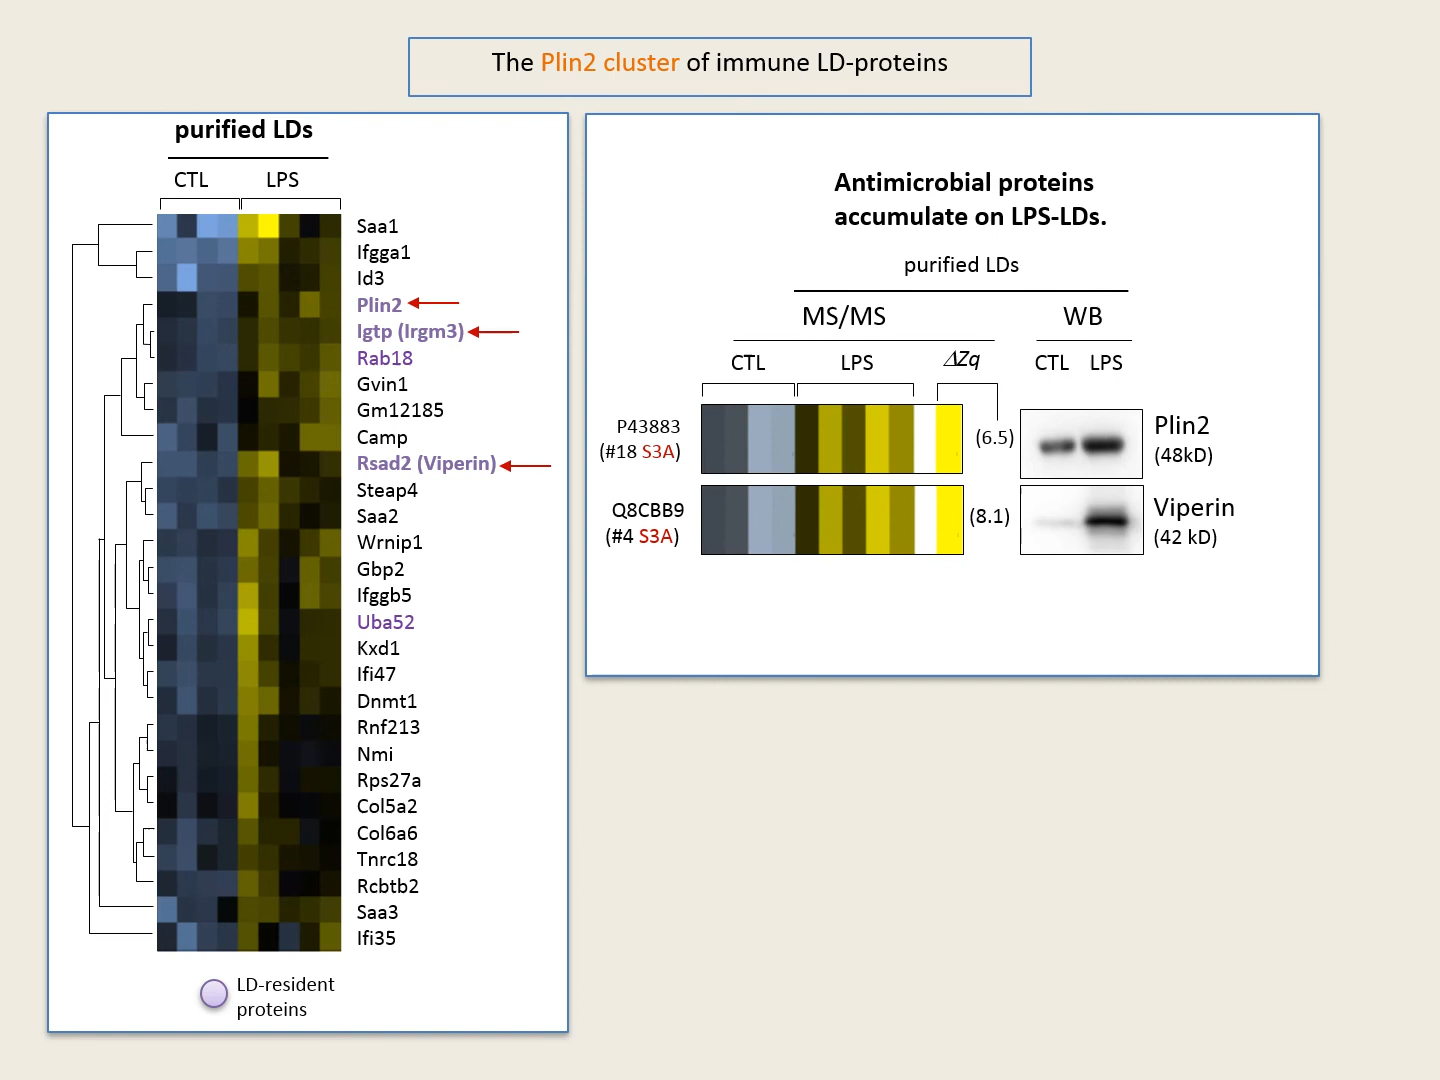 The Plin2 cluster of immune LD-proteins
purified LDs
CTL LPS
Saa1
Ifgga1
Id3
Plin2
Igtp (Irgm3)
Rab18
Gvin1
Gm12185
Camp
Rsad2 (Viperin)
Steap4
Saa2
Wrnip1
Gbp2
Ifggb5
Uba52
Kxd1
Ifi47
Dnmt1
Rnf213
Nmi
Rps27a
Col5a2
Col6a6
Tnrc18
Rcbtb2
Saa3
Ifi35
LD-resident
proteins
Antimicrobial proteins
accumulate on LPS-LDs.
purified LDs
MS/MS WB
CTL LPS ΔZq CTL LPS
P43883
(#18 S3A)
(6.5)
Plin2
(48kD)
Q8CBB9
(#4 S3A)
(8.1)
Viperin
(42 kD)